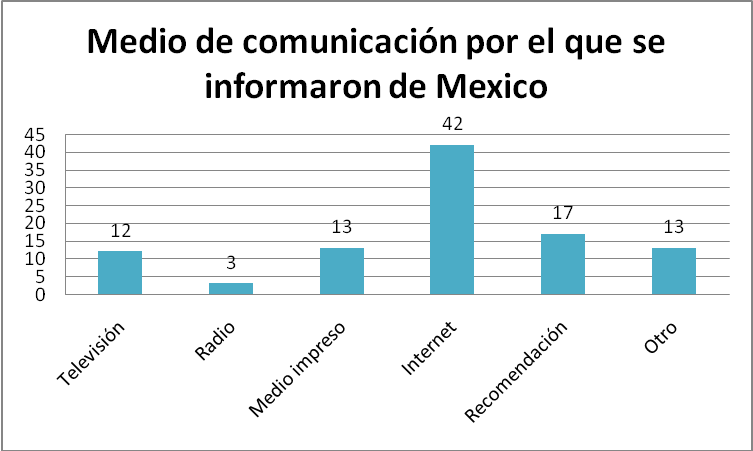 Medio de comunicación por el que se
informaron de Mexico
45
40
35
30
25
20
15
10
5
0
12
3
13
42
17
13
Televisión
Radio
Medio impreso
Internet
Recomendación
Otro